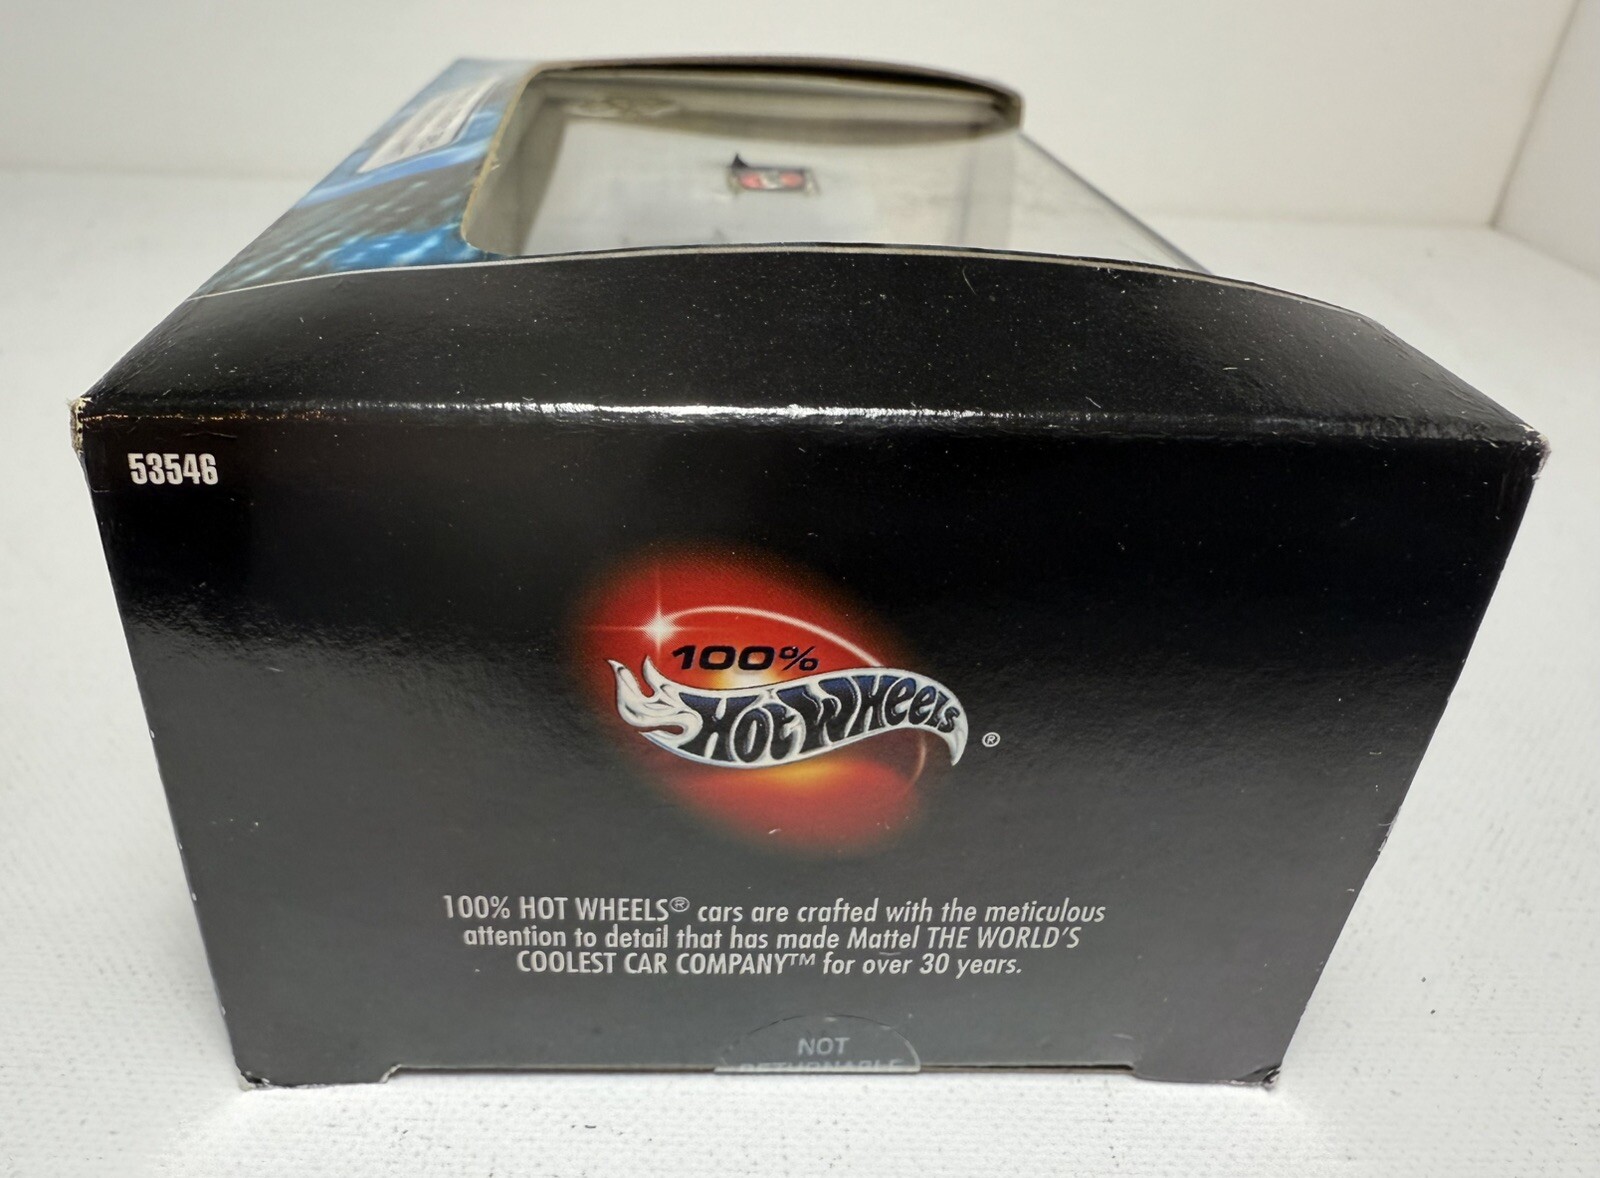 53546
100%
Hot Wheels
®
100% HOT WHEELS® cars are crafted with the meticulous
attention to detail that has made Mattel THE WORLD'S
COOLEST CAR COMPANY™ for over 30 years.
NOT
RETURNABLE